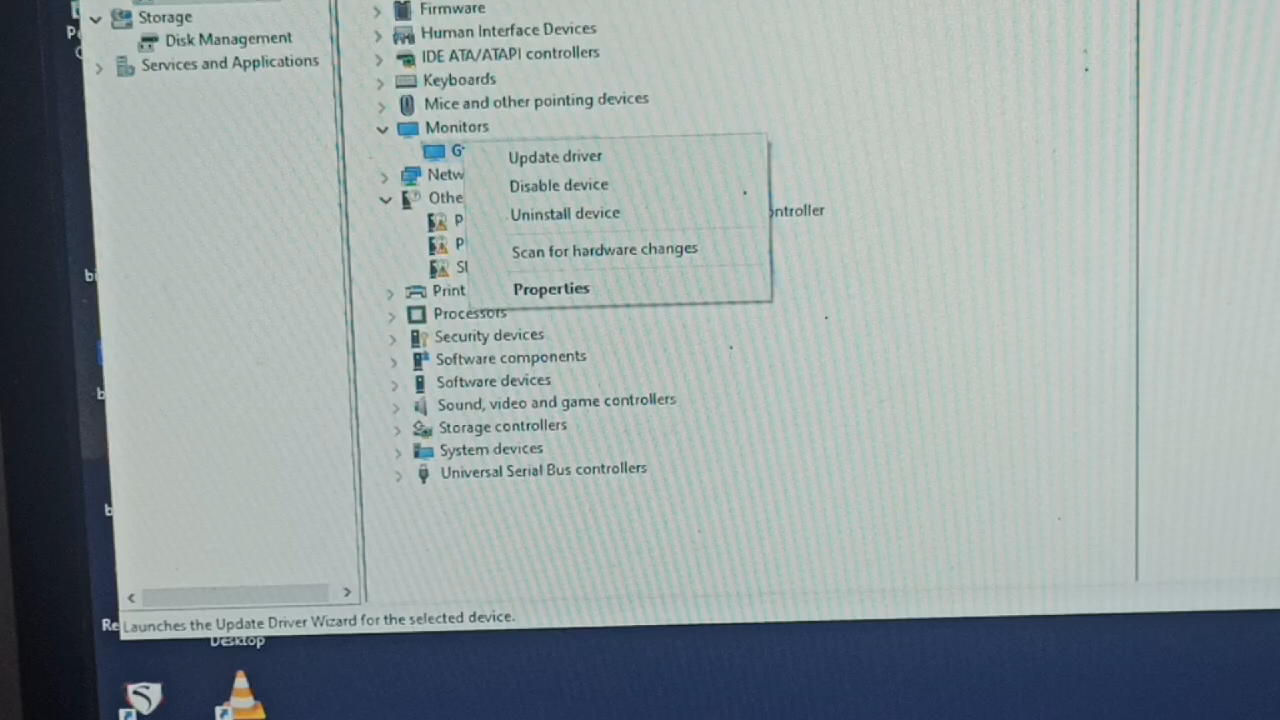 Storage
Disk Management
Services and Applications
Firmware
Human Interface Devices
IDE ATA/ATAPI controllers
Keyboards
Mice and other pointing devices
Monitors
G
Netw
Othe
P
P
Print
Processors
Security devices
Software components
Software devices
Sound, video and game controllers
Storage controllers
System devices
Universal Serial Bus controllers
Update driver
Disable device
Uninstall device
ontroller
Scan for hardware changes
Properties
Launches the Update Driver Wizard for the selected device.
Re
Desktop